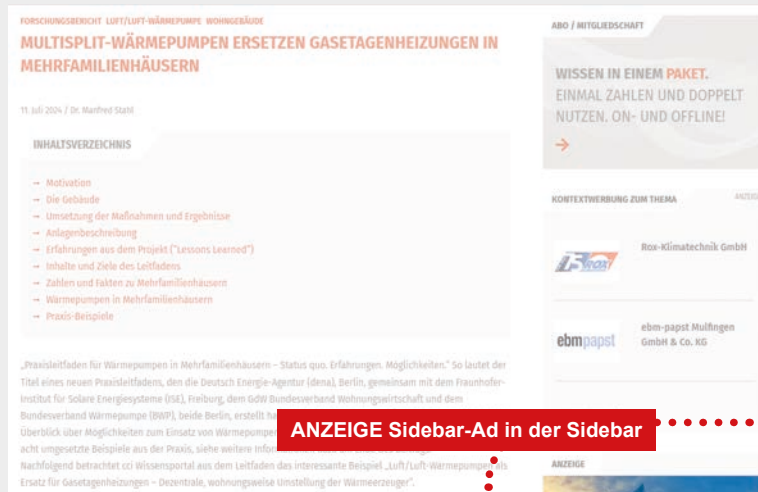 FORSCHUNGSBERICHT LUFT/LUFT-WÄRMEPUMPE WOHNGEBÄUDE
MULTISPLIT-WÄRMEPUMPEN ERSETZEN GASETAGENHEIZUNGEN IN
MEHRFAMILIENHÄUSERN
11. Juli 2024 / Dr. Manfred Stahl
INHALTSVERZEICHNIS
→ Motivation
→ Die Gebäude
→ Umsetzung der Maßnahmen und Ergebnisse
→ Anlagenbeschreibung
→ Erfahrungen aus dem Projekt ("Lessons Learned")
→ Inhalte und Ziele des Leitfadens
→ Zahlen und Fakten zu Mehrfamilienhäusern
→ Wärmepumpen in Mehrfamilienhäusern
→ Praxis-Beispiele
„Praxisleitfaden für Wärmepumpen in Mehrfamilienhäusern – Status quo. Erfahrungen. Möglichkeiten." So lautet der
Titel eines neuen Praxisleitfadens, den die Deutsch Energie-Agentur (dena), Berlin, gemeinsam mit dem Fraunhofer-
Institut für Solare Energiesysteme (ISE), Freiburg, dem GdW Bundesverband Wohnungswirtschaft und dem
Bundesverband Wärmepumpe (BWP), beide Berlin, erstellt
Überblick über Möglichkeiten zum Einsatz von Wärmepumpen
acht umgesetzte Beispiele aus der Praxis, siehe weitere
Nachfolgend betrachtet cci Wissensportal aus dem Leitfaden das interessante Beispiel „Luft/Luft-Wärmepumpen als
Ersatz für Gasetagenheizungen – Dezentrale, wohnungsweise Umstellung der Wärmeerzeuger".
ABO / MITGLIEDSCHAFT
WISSEN IN EINEM PAKET.
EINMAL ZAHLEN UND DOPPELT
NUTZEN. ON- UND OFFLINE!
→
KONTEXTWERBUNG ZUM THEMA
ANZEIGE
ROX
Rox-Klimatechnik GmbH
ebmpapst
ebm-papst Mulfingen
GmbH & Co. KG
ANZEIGE Sidebar-Ad in der Sidebar
ANZEIGE